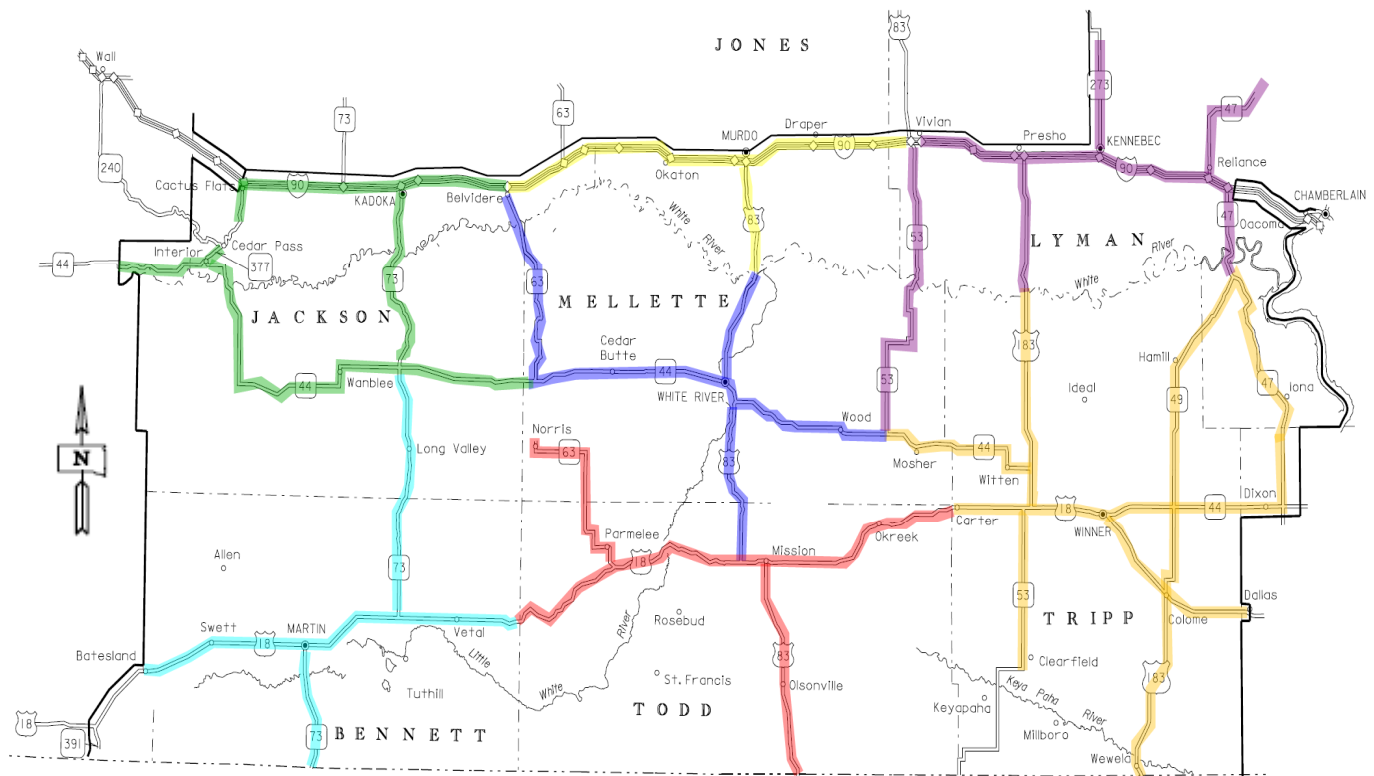 83
JONES
Wall
273
47
73
63
MURDO
Draper
Vivian
Presho
KENNEBEC
90
Reliance
240
Cactus Flats
90
KADOKA
Belvidere
Okaton
90
CHAMBERLAIN
47
Oacoma
White
River
83
53
LYMAN
River
White
Interior
Cedar Pass
44
377
73
63
MELLETTE
JACKSON
183
Cedar
Butte
44
Hamill
44
Wanblee
WHITE RIVER
53
Ideal
49
47
Iona
Wood
Norris
63
Long Valley
N
83
Mosher
44
Witten
Dixon
44
Carter
18
WINNER
Okreek
Parmelee
18
Mission
Allen
73
Dallas
Colome
TRIPP
53
Rosebud
River
Swett
18
MARTIN
Vetal
Batesland
Little
White
Tuthill
St. Francis
83
Olsonville
Clearfield
Keya Paha
River
183
Keyapaha
Millboro
Wewela
18
391
73
BENNETT
TODD